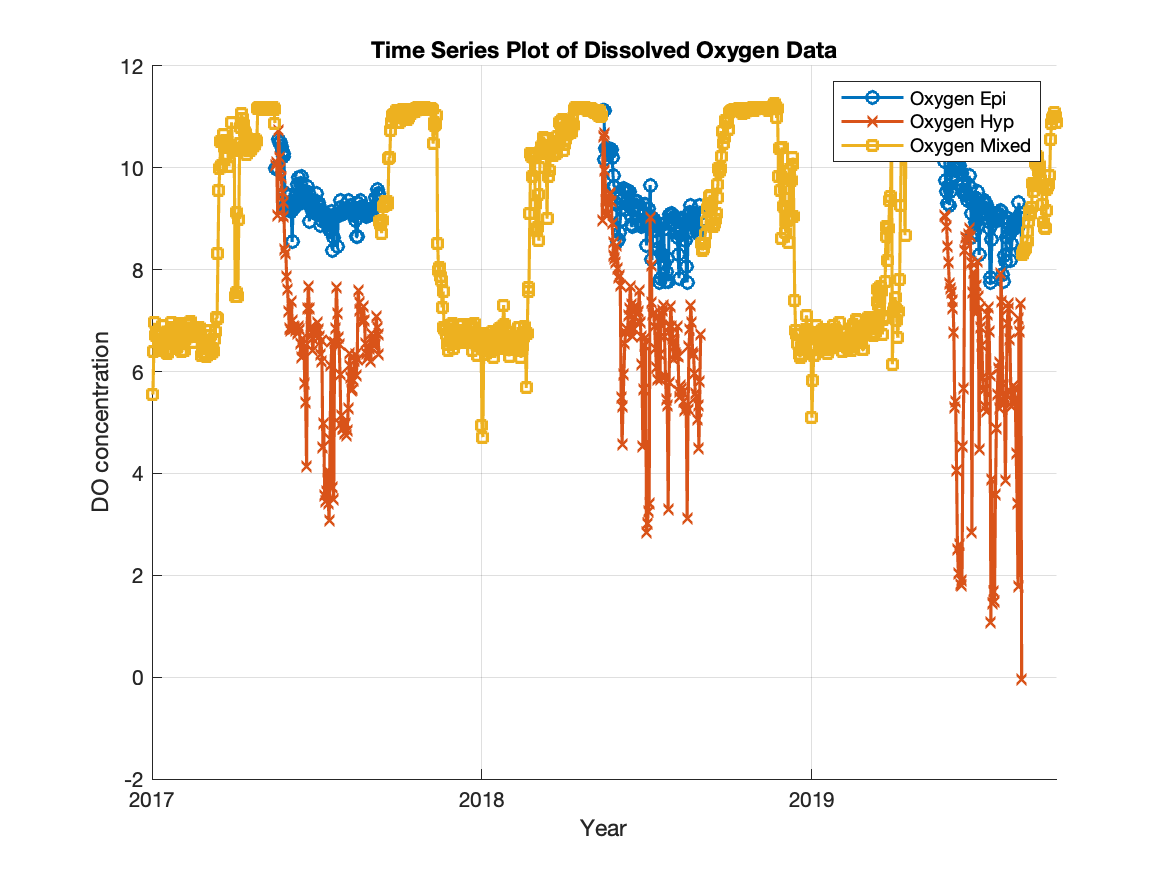 Time Series Plot of Dissolved Oxygen Data
12
10
8
6
4
2
0
-2
DO concentration
Oxygen Epi
Oxygen Hyp
Oxygen Mixed
2017
2018
2019
Year